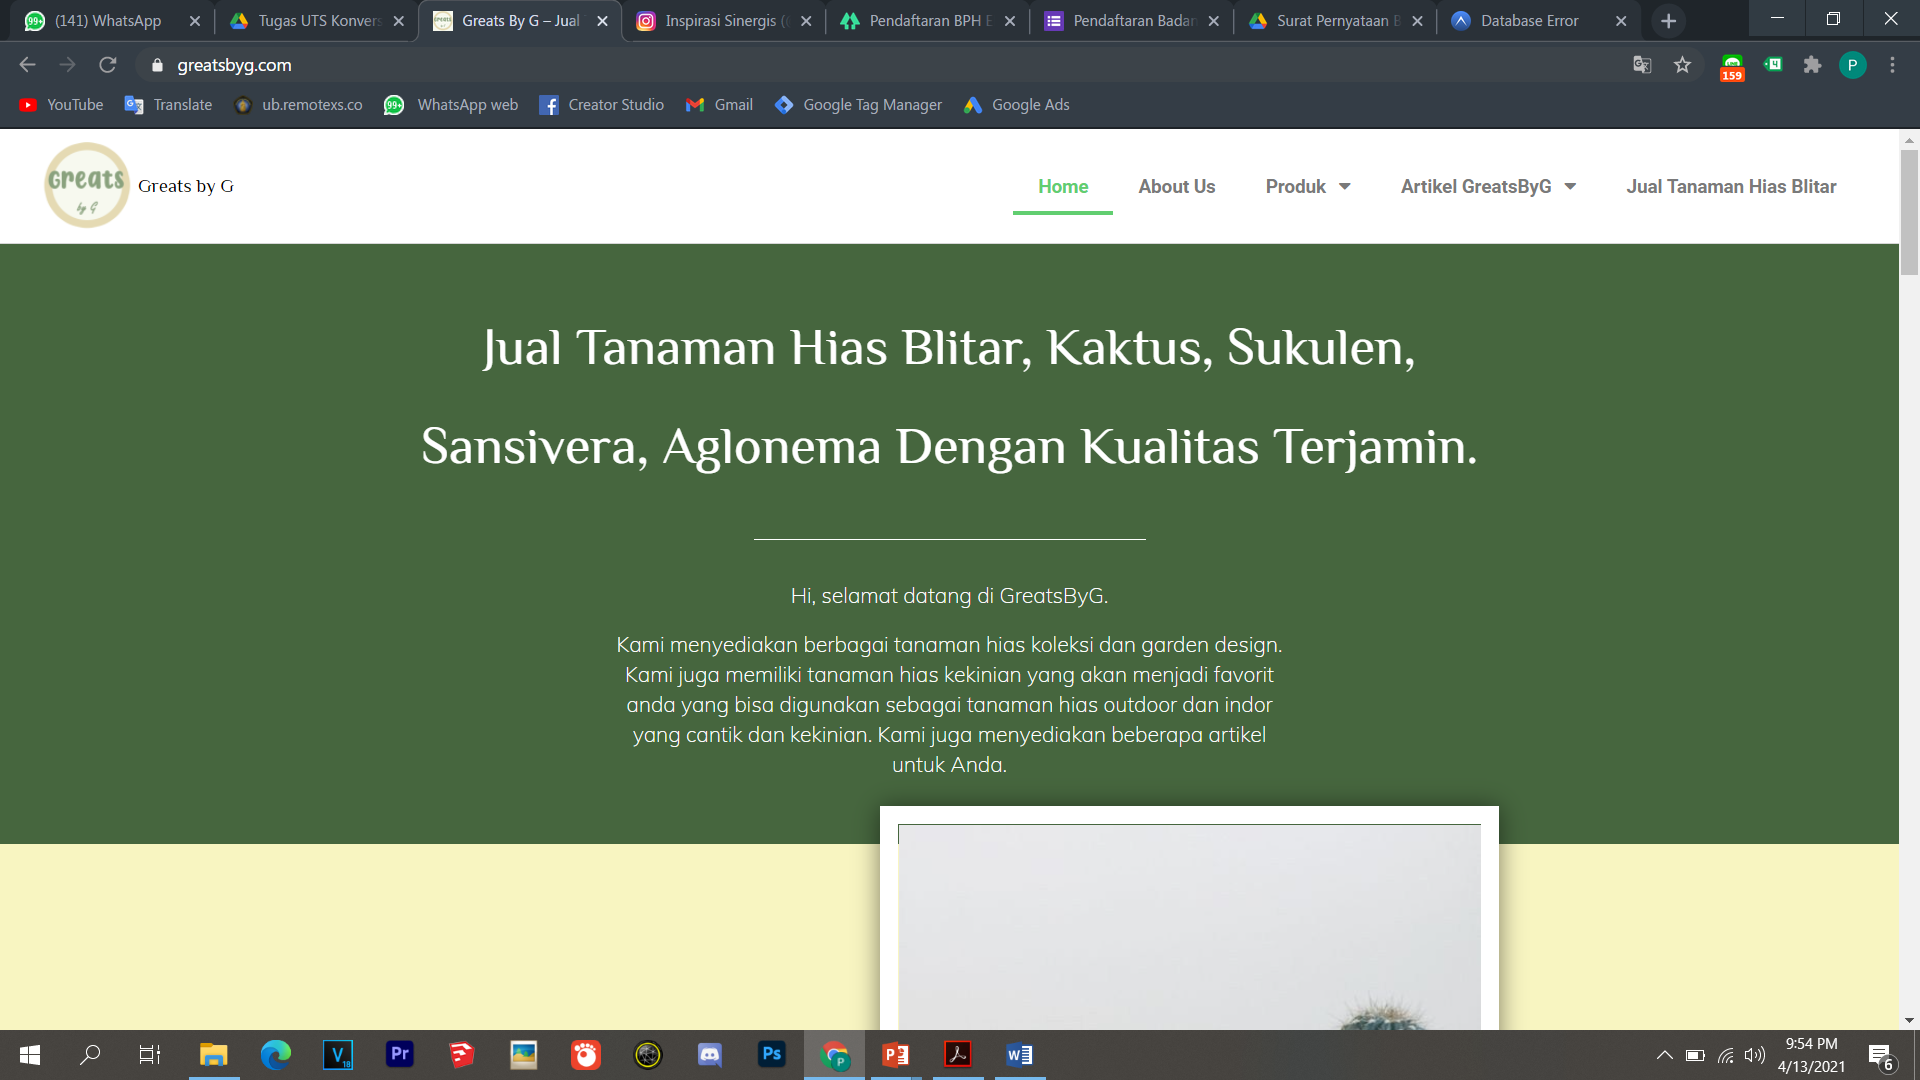 (141) WhatsApp
Tugas UTS Konvers
Greats By G – Jual
Inspirasi Sinergis (
Pendaftaran BPH E
Pendaftaran Badan
Surat Pernyataan B
Database Error
greatsbyg.com
159
P
YouTube
Translate
ub.remotexs.co
99+
WhatsApp web
Creator Studio
Gmail
Google Tag Manager
Google Ads
Greats
by G
Greats by G
Home
About Us
Produk
Artikel GreatsByG
Jual Tanaman Hias Blitar
Jual Tanaman Hias Blitar, Kaktus, Sukulen,
Sansivera, Aglonema Dengan Kualitas Terjamin.
Hi, selamat datang di GreatsByG.
Kami menyediakan berbagai tanaman hias koleksi dan garden design.
Kami juga memiliki tanaman hias kekinian yang akan menjadi favorit
anda yang bisa digunakan sebagai tanaman hias outdoor dan indor
yang cantik dan kekinian. Kami juga menyediakan beberapa artikel
untuk Anda.
9:54 PM
4/13/2021
6